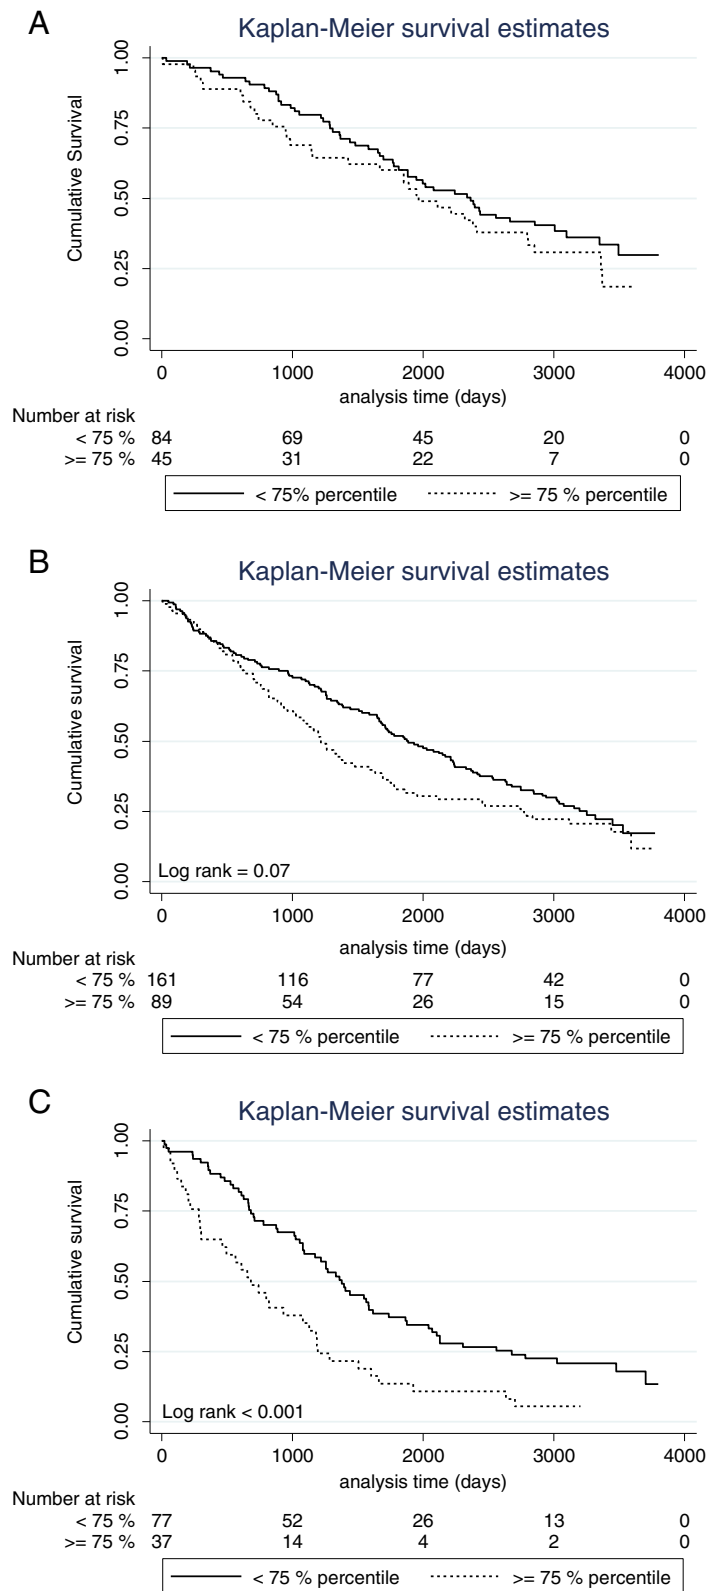 A
Kaplan-Meier survival estimates
Cumulative Survival
1.00
0.75
0.50
0.25
0.00
0 1000 2000 3000 4000
analysis time (days)
Number at risk
< 75 % 84 69 45 20 0
>= 75 % 45 31 22 7 0
< 75% percentile >= 75 % percentile
B
Kaplan-Meier survival estimates
Cumulative survival
1.00
0.75
0.50
0.25
0.00
Log rank = 0.07
0 1000 2000 3000 4000
analysis time (days)
Number at risk
< 75 % 161 116 77 42 0
>= 75 % 89 54 26 15 0
< 75 % percentile >= 75 % percentile
C
Kaplan-Meier survival estimates
Cumulative survival
1.00
0.75
0.50
0.25
0.00
Log rank < 0.001
0 1000 2000 3000 4000
analysis time (days)
Number at risk
< 75 % 77 52 26 13 0
>= 75 % 37 14 4 2 0
< 75 % percentile >= 75 % percentile